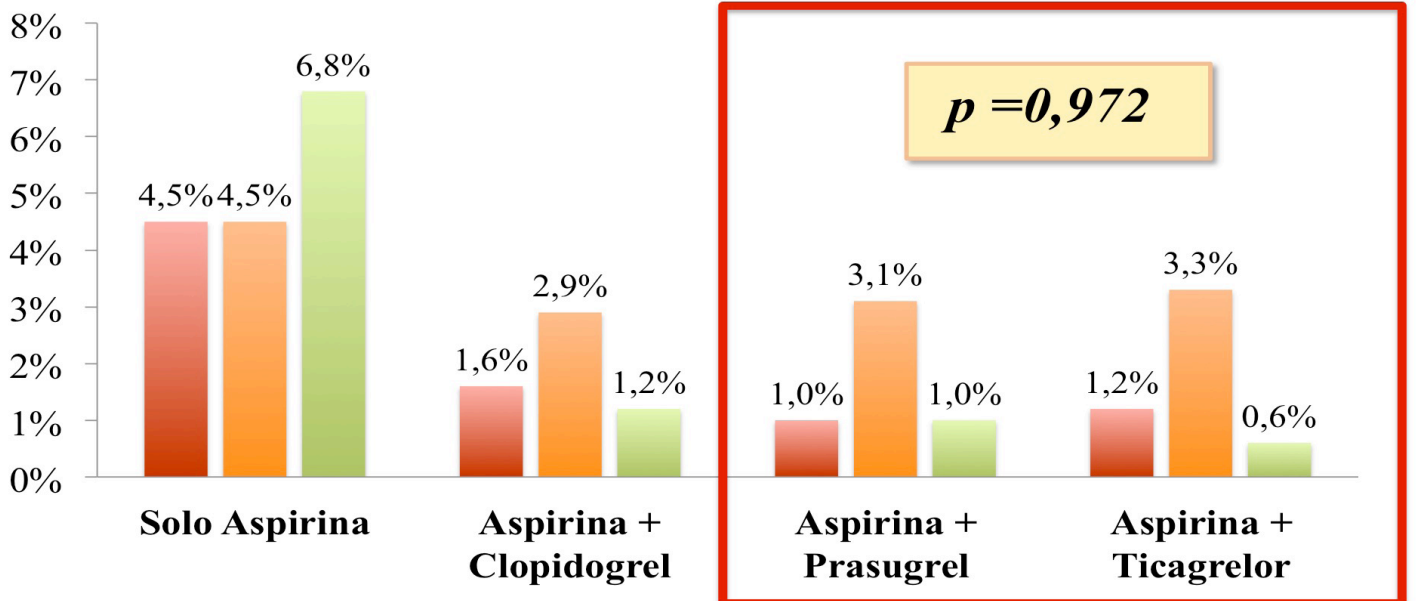 8%
7%
6%
5%
4%
3%
2%
1%
0%
4,5%
4,5%
6,8%
1,6%
2,9%
1,2%
1,0%
3,1%
1,0%
1,2%
3,3%
0,6%
p =0,972
Solo Aspirina
Aspirina +
Clopidogrel
Aspirina +
Prasugrel
Aspirina +
Ticagrelor